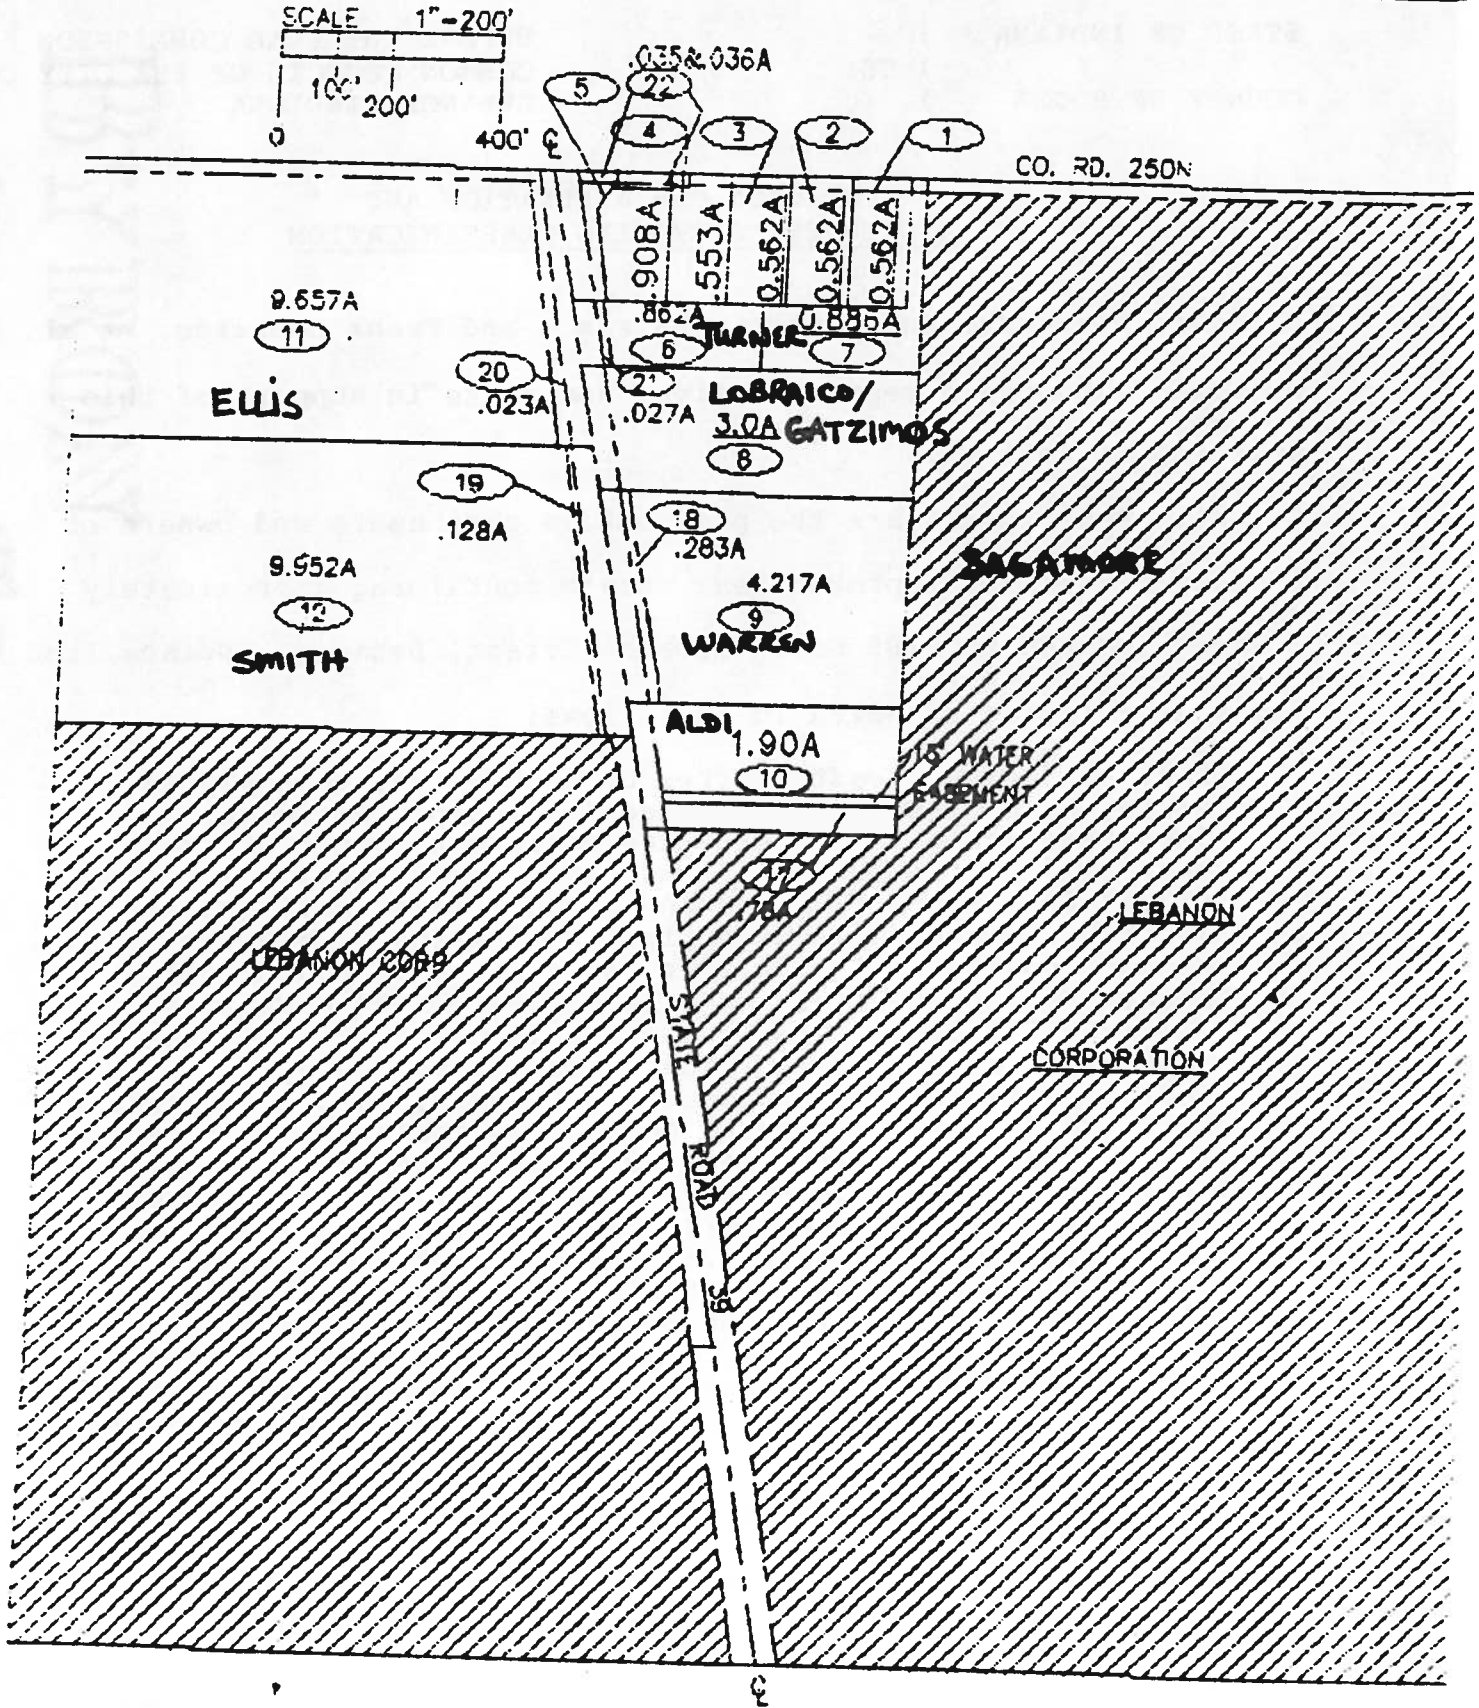 SCALE 1"-200'
100'
200'
0
400'
℄
.035&.036A
5
22
4
3
2
1
CO. RD. 250N
.908A
.553A
0.562A
0.562A
0.562A
9.657A
11
ELLIS
20
.023A
.862A
TURNER
0.886A
6
7
21
.027A
LOBRAICO/
3.0A GATZIMOS
8
19
.128A
18
.283A
9.952A
12
SMITH
4.217A
9
WARREN
SAGAMORE
ALDI
1.90A
10
15' WATER
EASEMENT
17
.78A
LEBANON CORP
LEBANON
CORPORATION
STATE
ROAD
39
℄